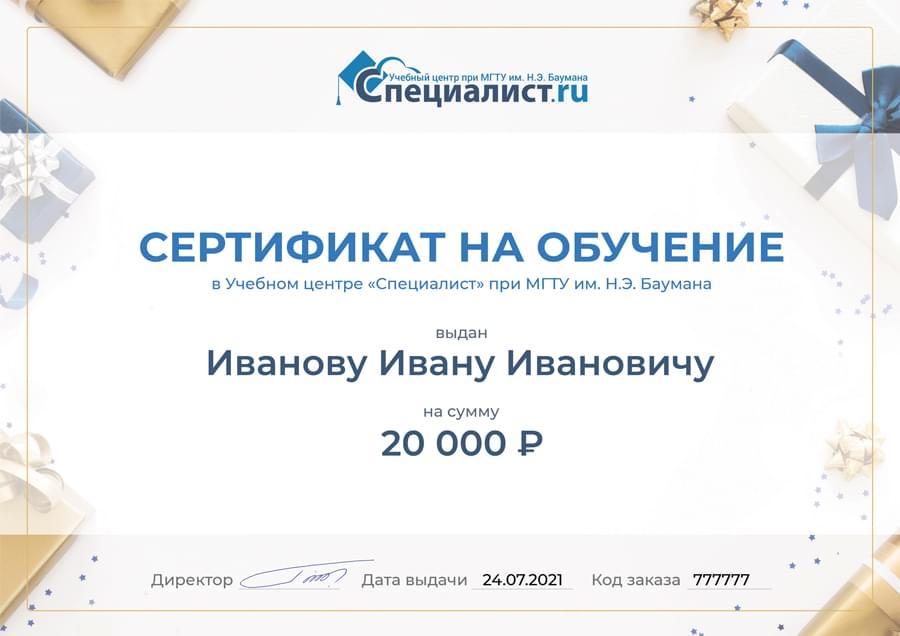 Учебный центр при МГТУ им. Н.Э. Баумана
Специалист.ru
СЕРТИФИКАТ НА ОБУЧЕНИЕ
в Учебном центре «Специалист» при МГТУ им. Н.Э. Баумана
выдан
Иванову Ивану Ивановичу
на сумму
20 000 ₽
Директор Дата выдачи 24.07.2021 Код заказа 777777